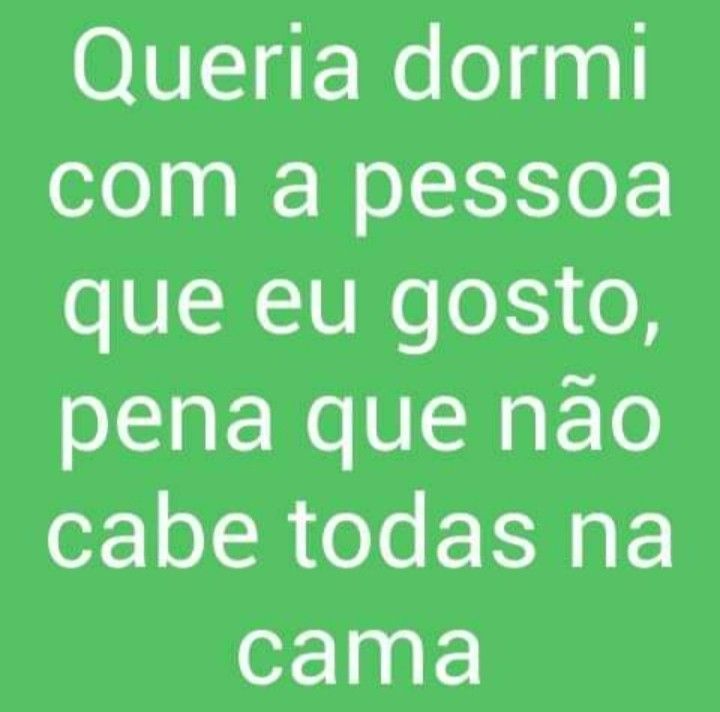 Queria dormi
com a pessoa
que eu gosto,
pena que não
cabe todas na
cama